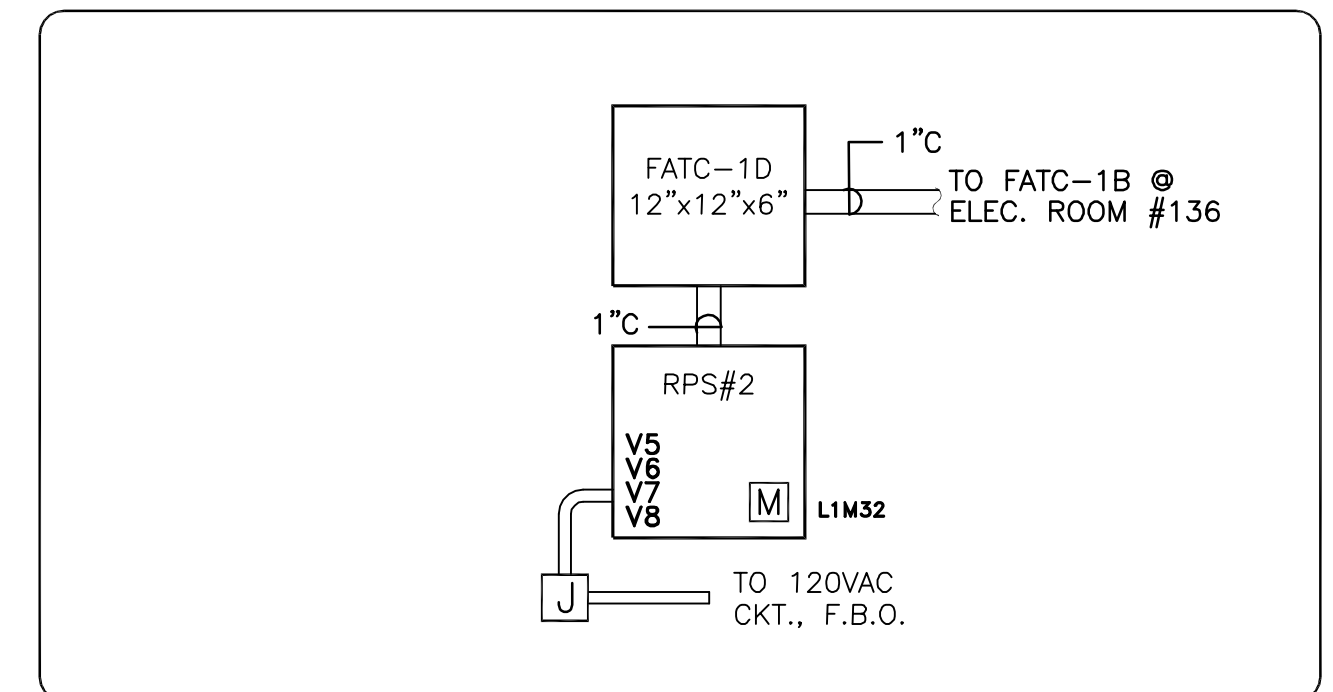 1"C
FATC-1D
12"x12"x6"
TO FATC-1B @
ELEC. ROOM #136
1"C
RPS#2
V5
V6
V7
V8
M
L1M32
J
TO 120VAC
CKT., F.B.O.